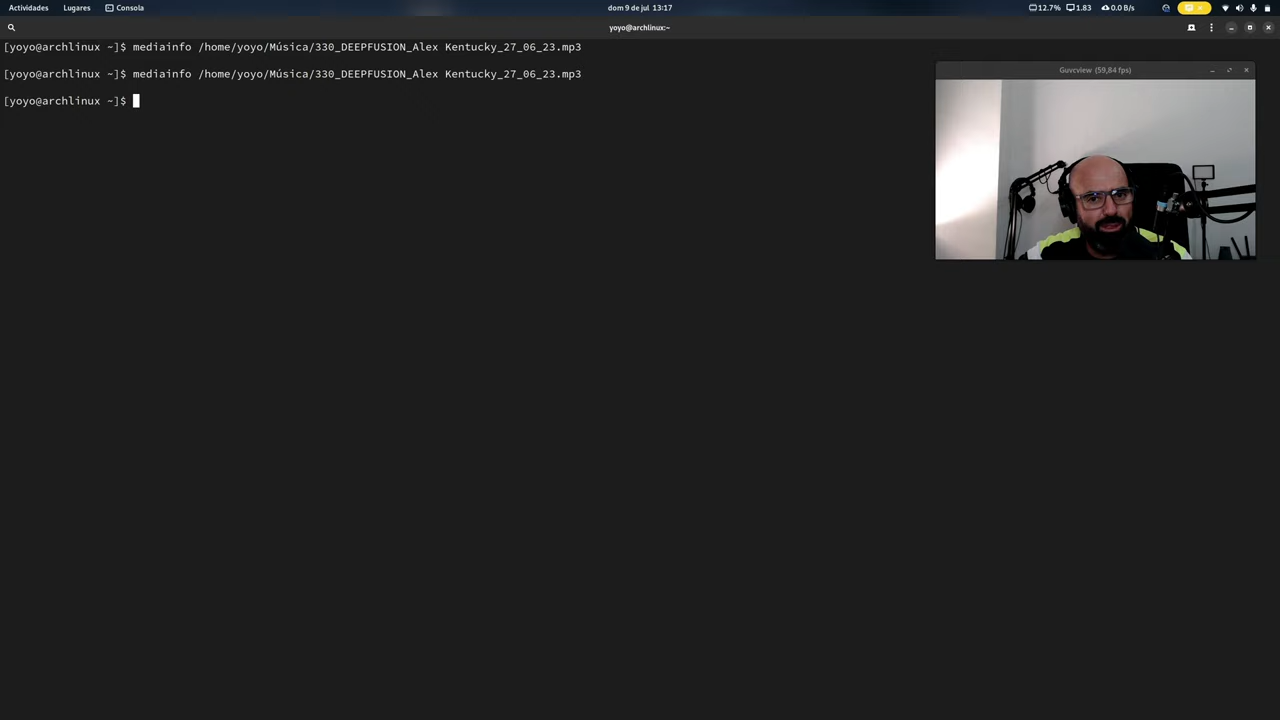 Actividades Lugares Consola dom 9 de jul 13:17 12.7% 1.83 0.0 B/s
yoyo@archlinux:~
[yoyo@archlinux ~]$ mediainfo /home/yoyo/Música/330_DEEPFUSION_Alex Kentucky_27_06_23.mp3
[yoyo@archlinux ~]$ mediainfo /home/yoyo/Música/330_DEEPFUSION_Alex Kentucky_27_06_23.mp3
[yoyo@archlinux ~]$
Guvcview (59,84 fps)